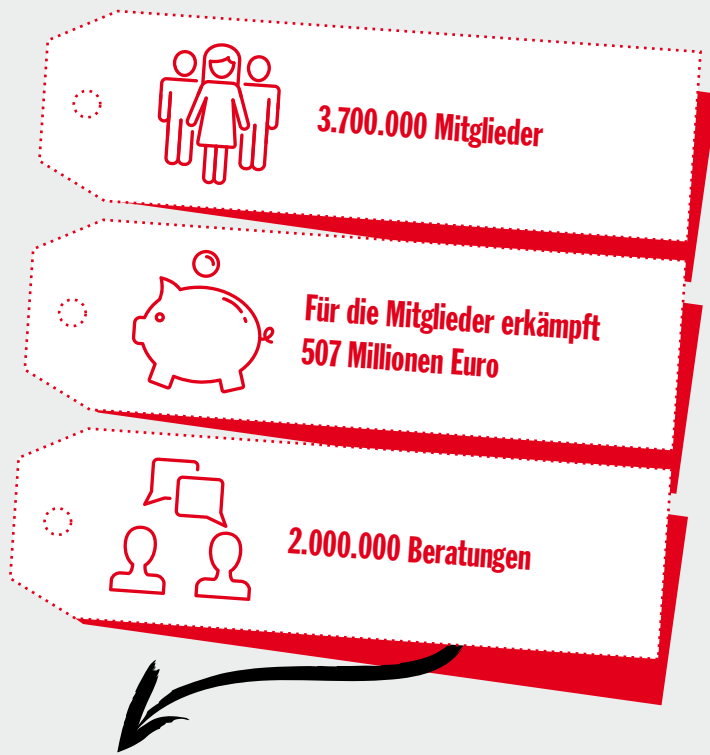 3.700.000 Mitglieder
Für die Mitglieder erkämpft
507 Millionen Euro
2.000.000 Beratungen